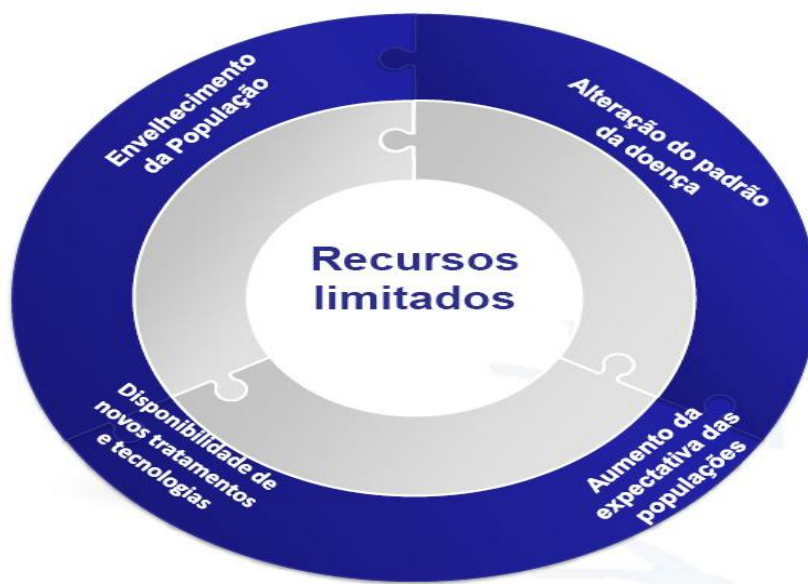 Envelhecimento
da População
Alteração do padrão
da doença
Recursos
limitados
Disponibilidade de
novos tratamentos
e tecnologias
Aumento da
expectativa das
populações